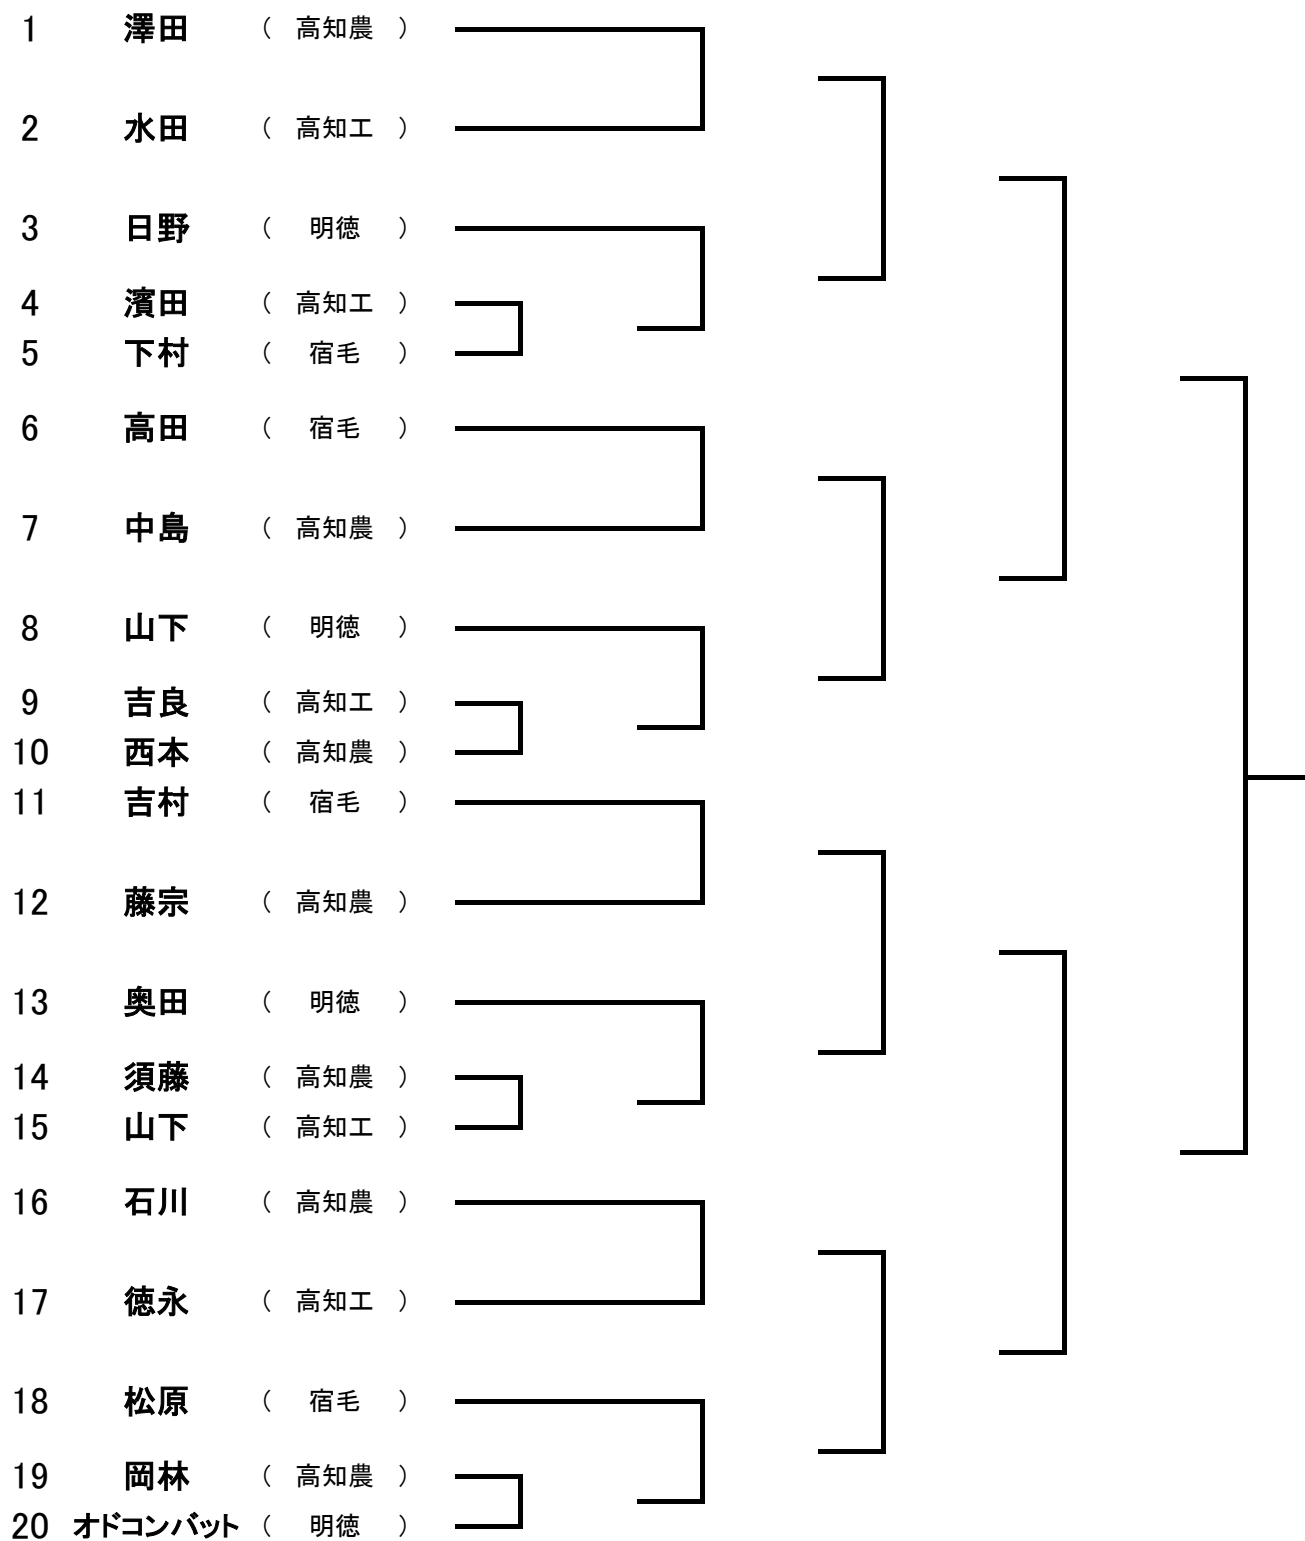 1 澤田 （ 高知農 ）
2 水田 （ 高知工 ）
3 日野 （ 明徳 ）
4 濱田 （ 高知工 ）
5 下村 （ 宿毛 ）
6 高田 （ 宿毛 ）
7 中島 （ 高知農 ）
8 山下 （ 明徳 ）
9 吉良 （ 高知工 ）
10 西本 （ 高知農 ）
11 吉村 （ 宿毛 ）
12 藤宗 （ 高知農 ）
13 奥田 （ 明徳 ）
14 須藤 （ 高知農 ）
15 山下 （ 高知工 ）
16 石川 （ 高知農 ）
17 徳永 （ 高知工 ）
18 松原 （ 宿毛 ）
19 岡林 （ 高知農 ）
20 オドコンバット （ 明徳 ）